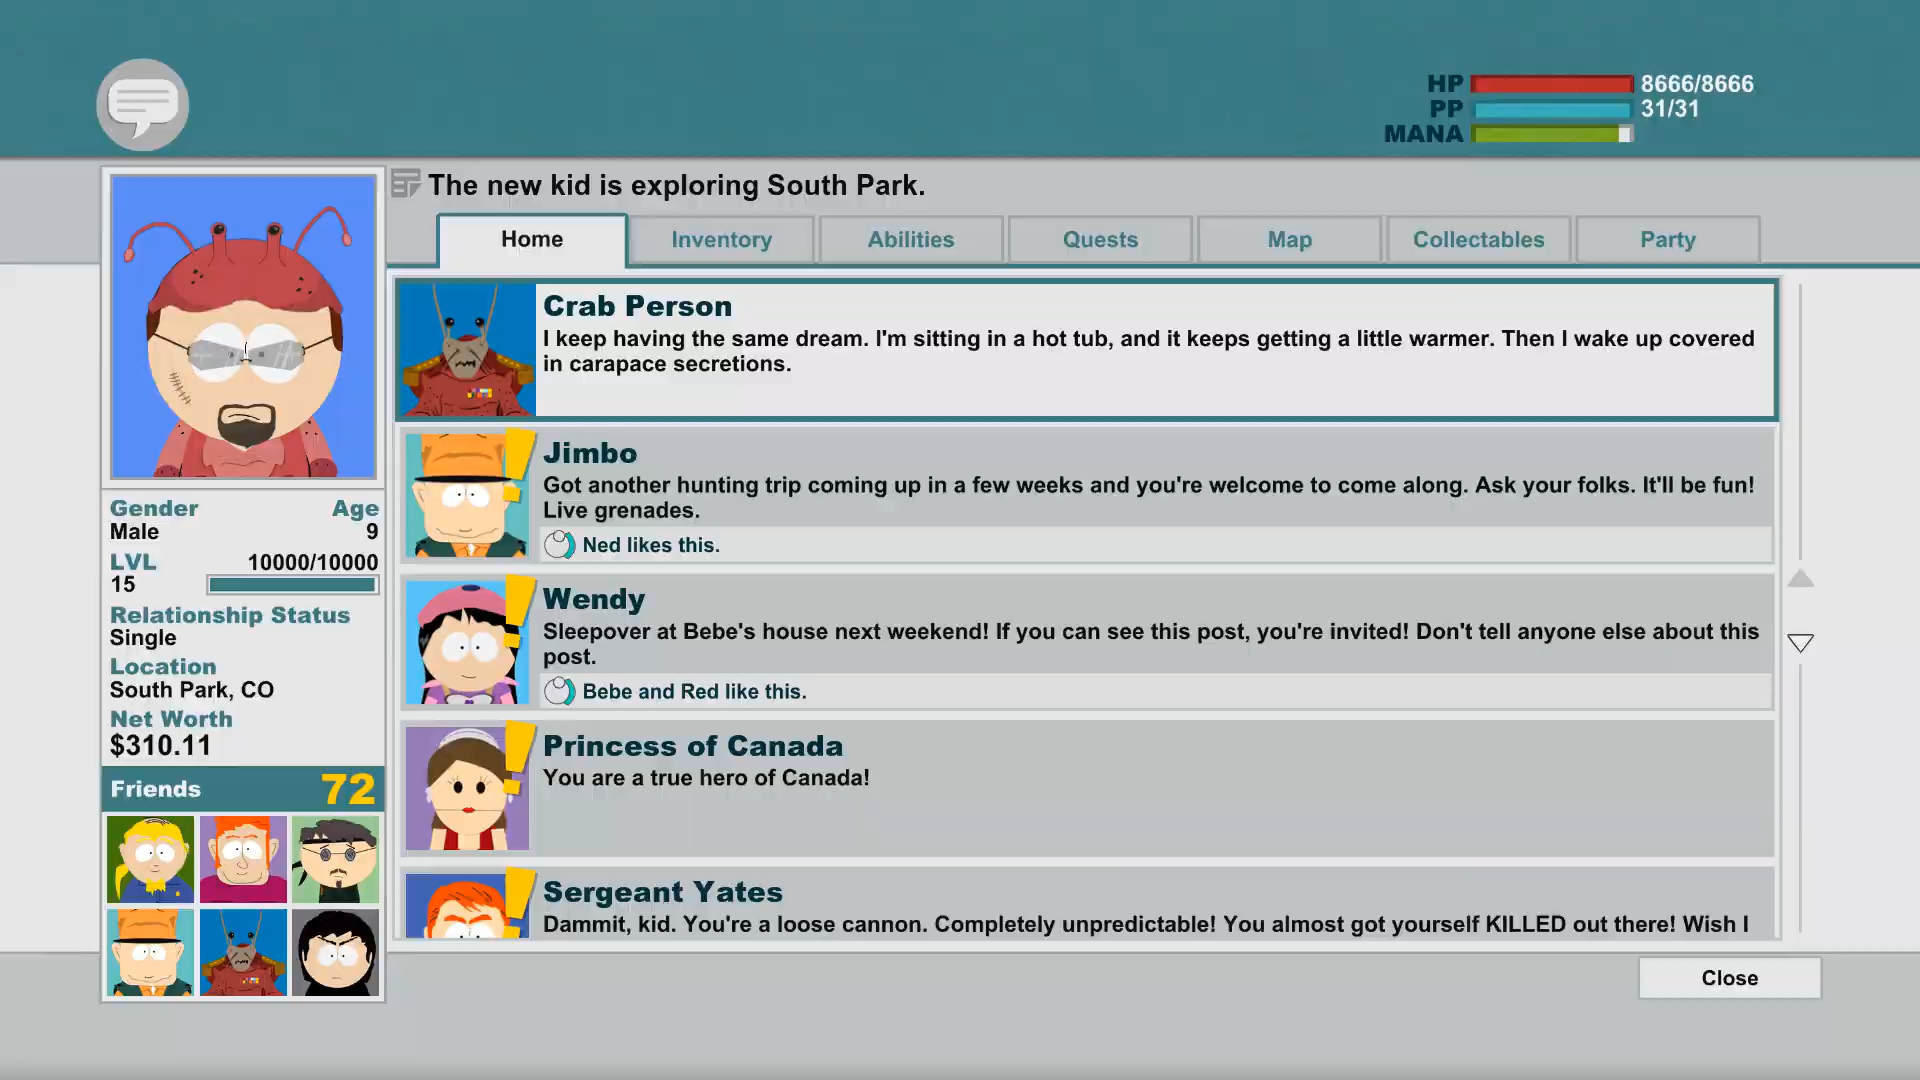 HP 8666/8666
PP 31/31
MANA
The new kid is exploring South Park.
Home Inventory Abilities Quests Map Collectables Party
Gender Age
Male 9
LVL 10000/10000
15
Relationship Status
Single
Location
South Park, CO
Net Worth
$310.11
Friends 72
Crab Person
I keep having the same dream. I'm sitting in a hot tub, and it keeps getting a little warmer. Then I wake up covered
in carapace secretions.
Jimbo
Got another hunting trip coming up in a few weeks and you're welcome to come along. Ask your folks. It'll be fun!
Live grenades.
Ned likes this.
Wendy
Sleepover at Bebe's house next weekend! If you can see this post, you're invited! Don't tell anyone else about this
post.
Bebe and Red like this.
Princess of Canada
You are a true hero of Canada!
Sergeant Yates
Dammit, kid. You're a loose cannon. Completely unpredictable! You almost got yourself KILLED out there! Wish I
Close